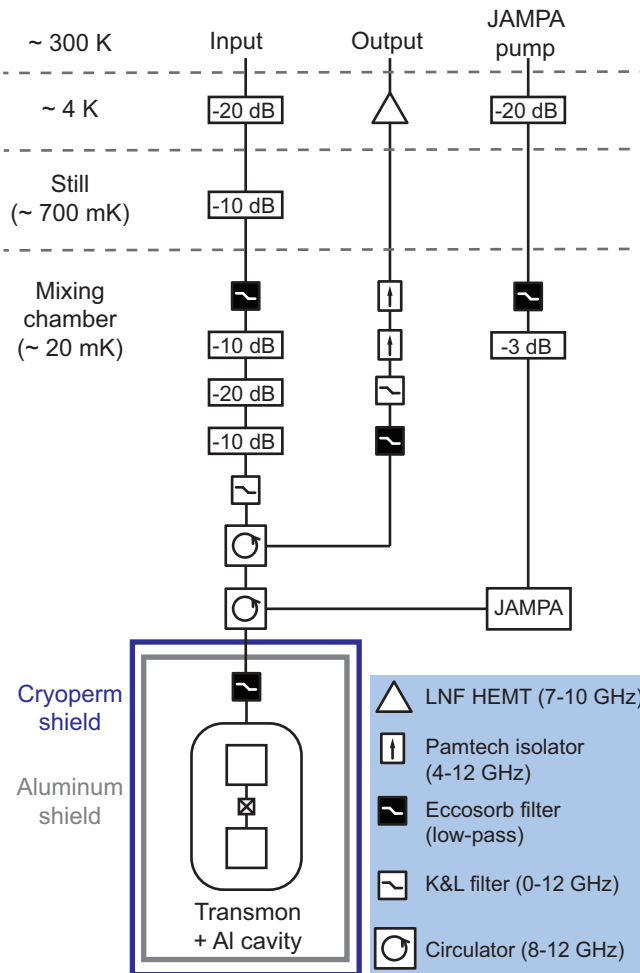 ~ 300 K
Input
Output
JAMPA
pump
~ 4 K
-20 dB
-20 dB
Still
(~ 700 mK)
-10 dB
Mixing
chamber
(~ 20 mK)
-10 dB
-3 dB
-20 dB
-10 dB
JAMPA
Cryoperm
shield
Aluminum
shield
Transmon
+ Al cavity
LNF HEMT (7-10 GHz)
Pamtech isolator
(4-12 GHz)
Eccosorb filter
(low-pass)
K&L filter (0-12 GHz)
Circulator (8-12 GHz)